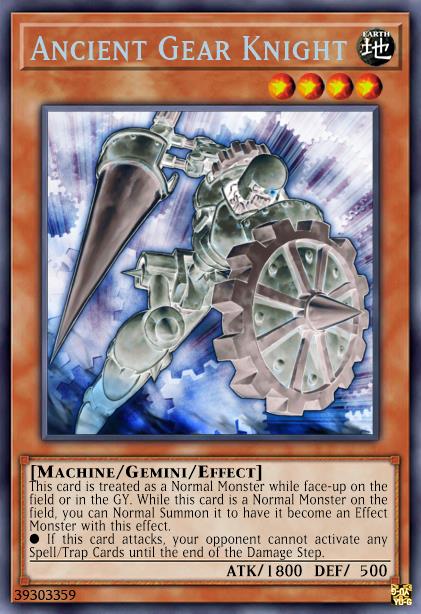 ANCIENT GEAR KNIGHT
EARTH
地
[MACHINE/GEMINI/EFFECT]
This card is treated as a Normal Monster while face-up on the
field or in the GY. While this card is a Normal Monster on the
field, you can Normal Summon it to have it become an Effect
Monster with this effect.
● If this card attacks, your opponent cannot activate any
Spell/Trap Cards until the end of the Damage Step.
ATK/1800 DEF/ 500
39303359